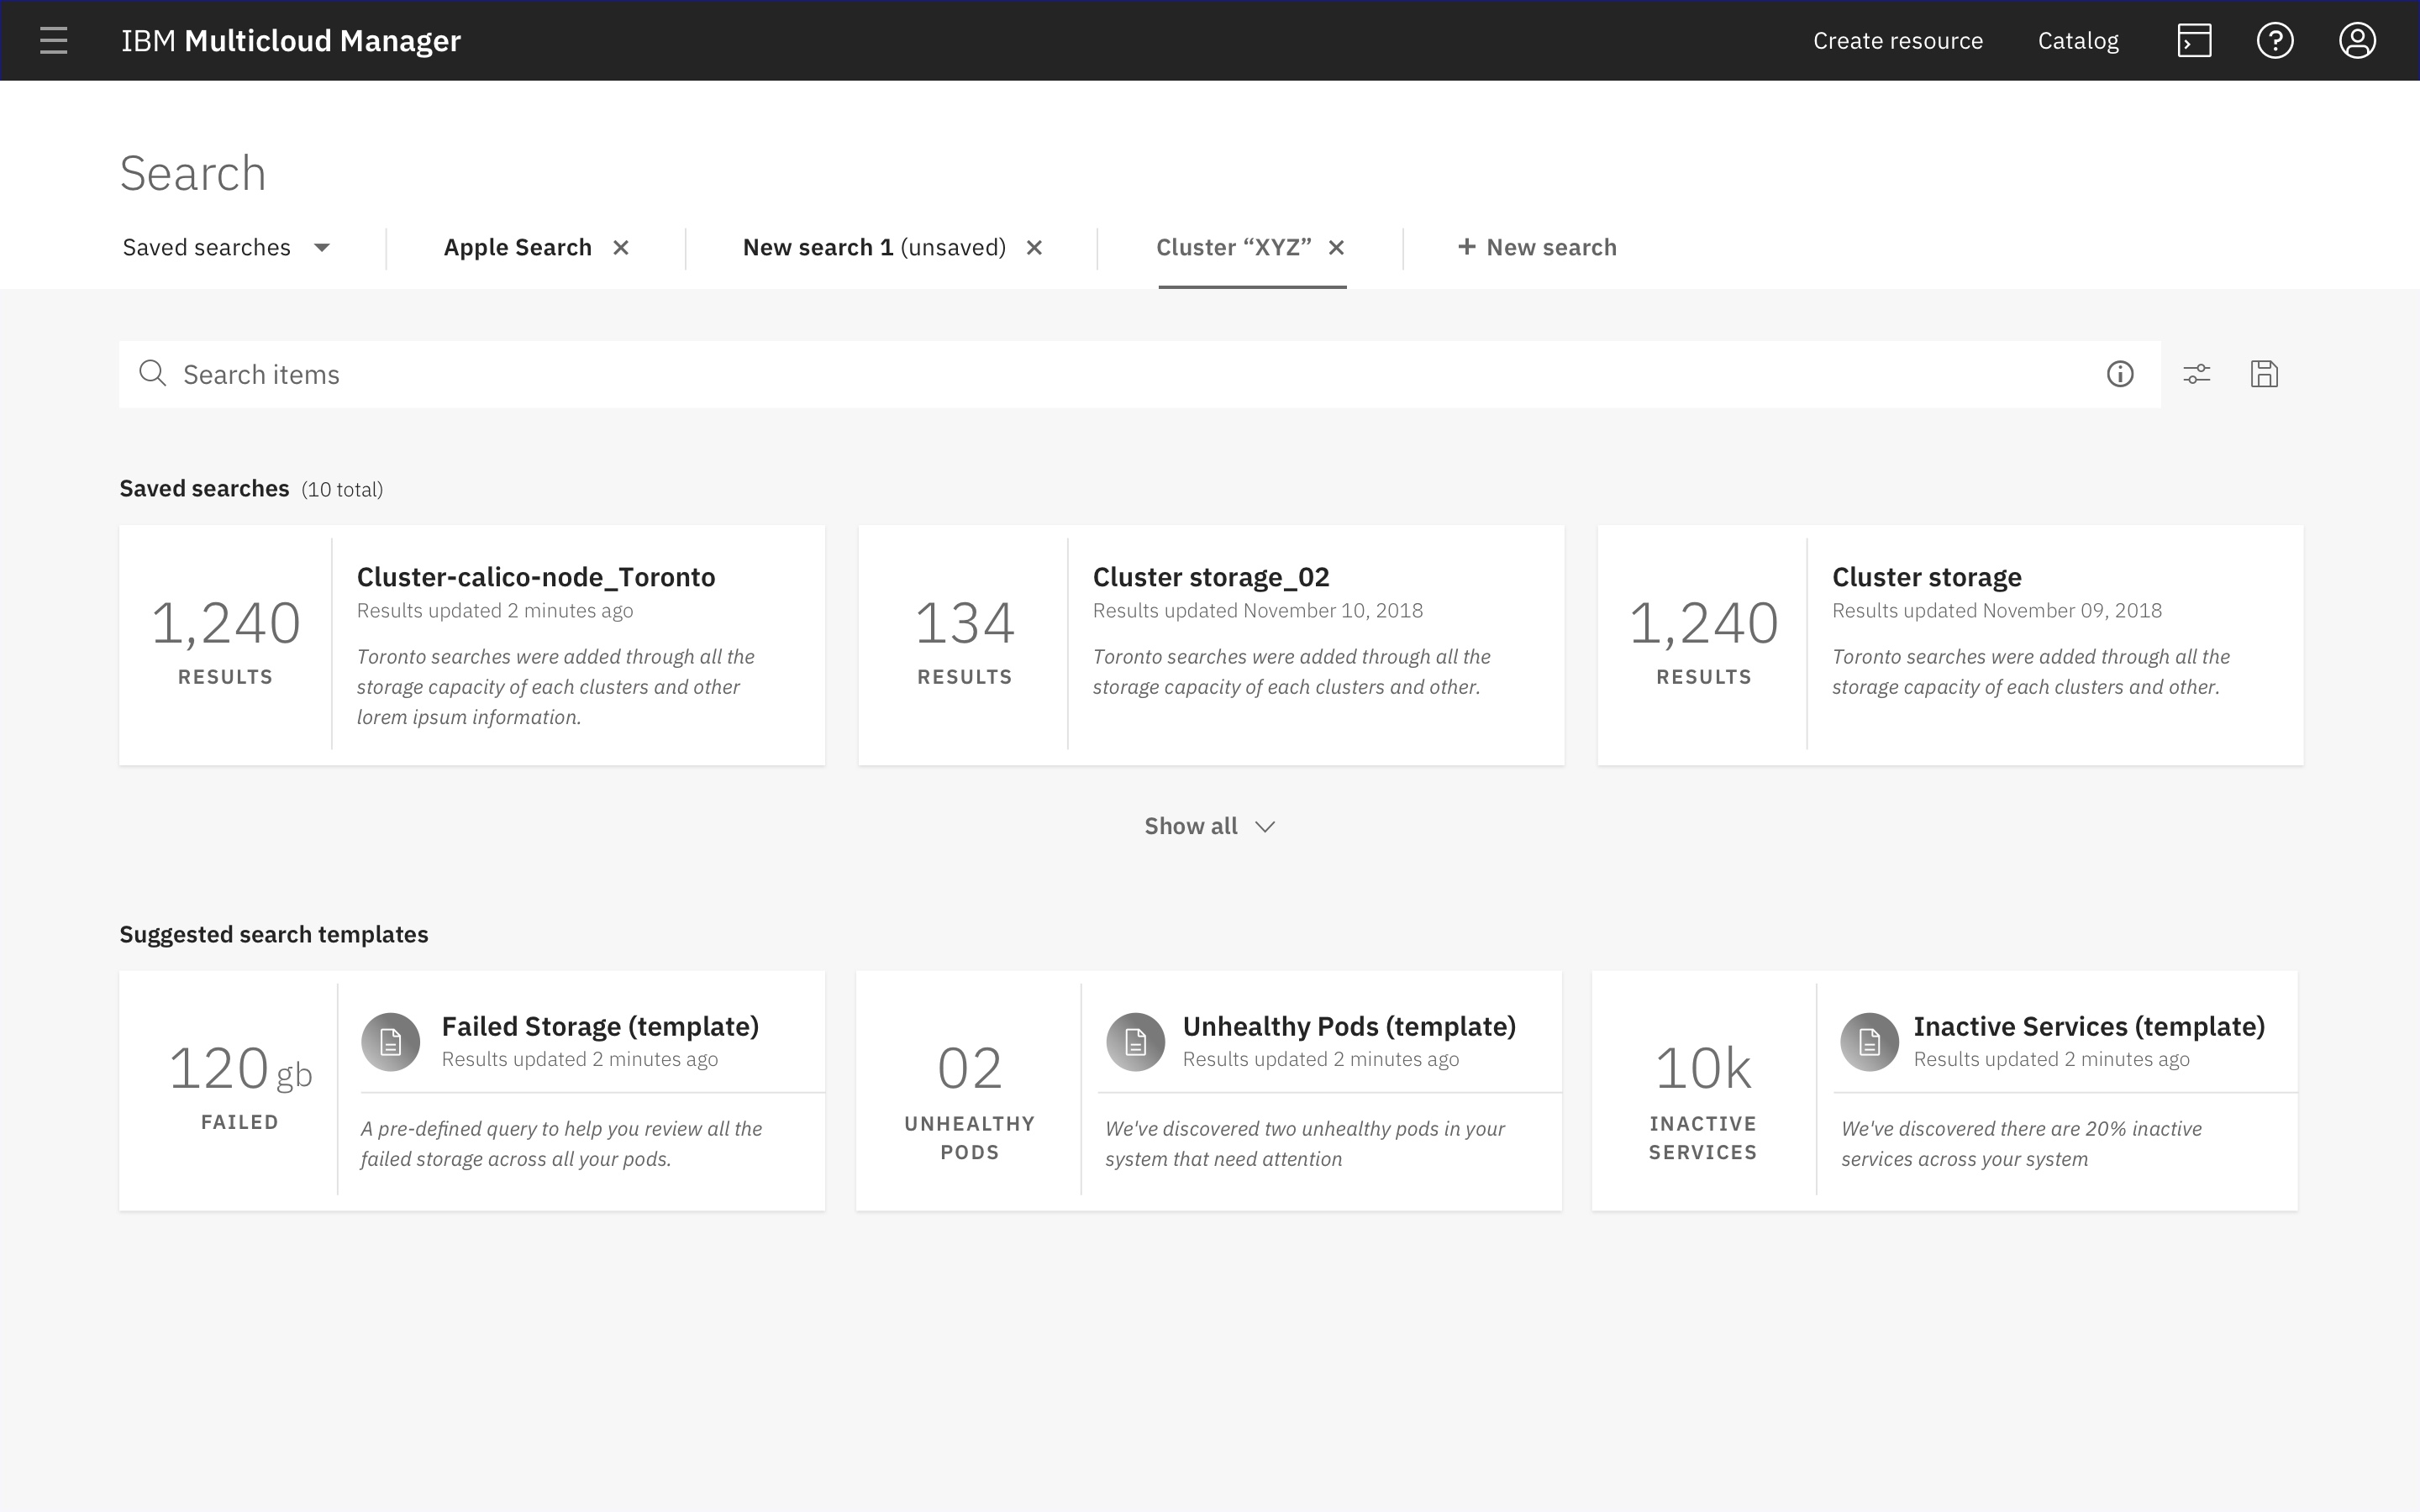 IBM Multicloud Manager
Create resource
Catalog
Search
Saved searches
Apple Search
New search 1 (unsaved)
Cluster “XYZ”
+ New search
Search items
Saved searches (10 total)
1,240
RESULTS
Cluster-calico-node_Toronto
Results updated 2 minutes ago
Toronto searches were added through all the
storage capacity of each clusters and other
lorem ipsum information.
134
RESULTS
Cluster storage_02
Results updated November 10, 2018
Toronto searches were added through all the
storage capacity of each clusters and other.
1,240
RESULTS
Cluster storage
Results updated November 09, 2018
Toronto searches were added through all the
storage capacity of each clusters and other.
Show all
Suggested search templates
120 gb
FAILED
Failed Storage (template)
Results updated 2 minutes ago
A pre-defined query to help you review all the
failed storage across all your pods.
02
UNHEALTHY
PODS
Unhealthy Pods (template)
Results updated 2 minutes ago
We've discovered two unhealthy pods in your
system that need attention
10k
INACTIVE
SERVICES
Inactive Services (template)
Results updated 2 minutes ago
We've discovered there are 20% inactive
services across your system